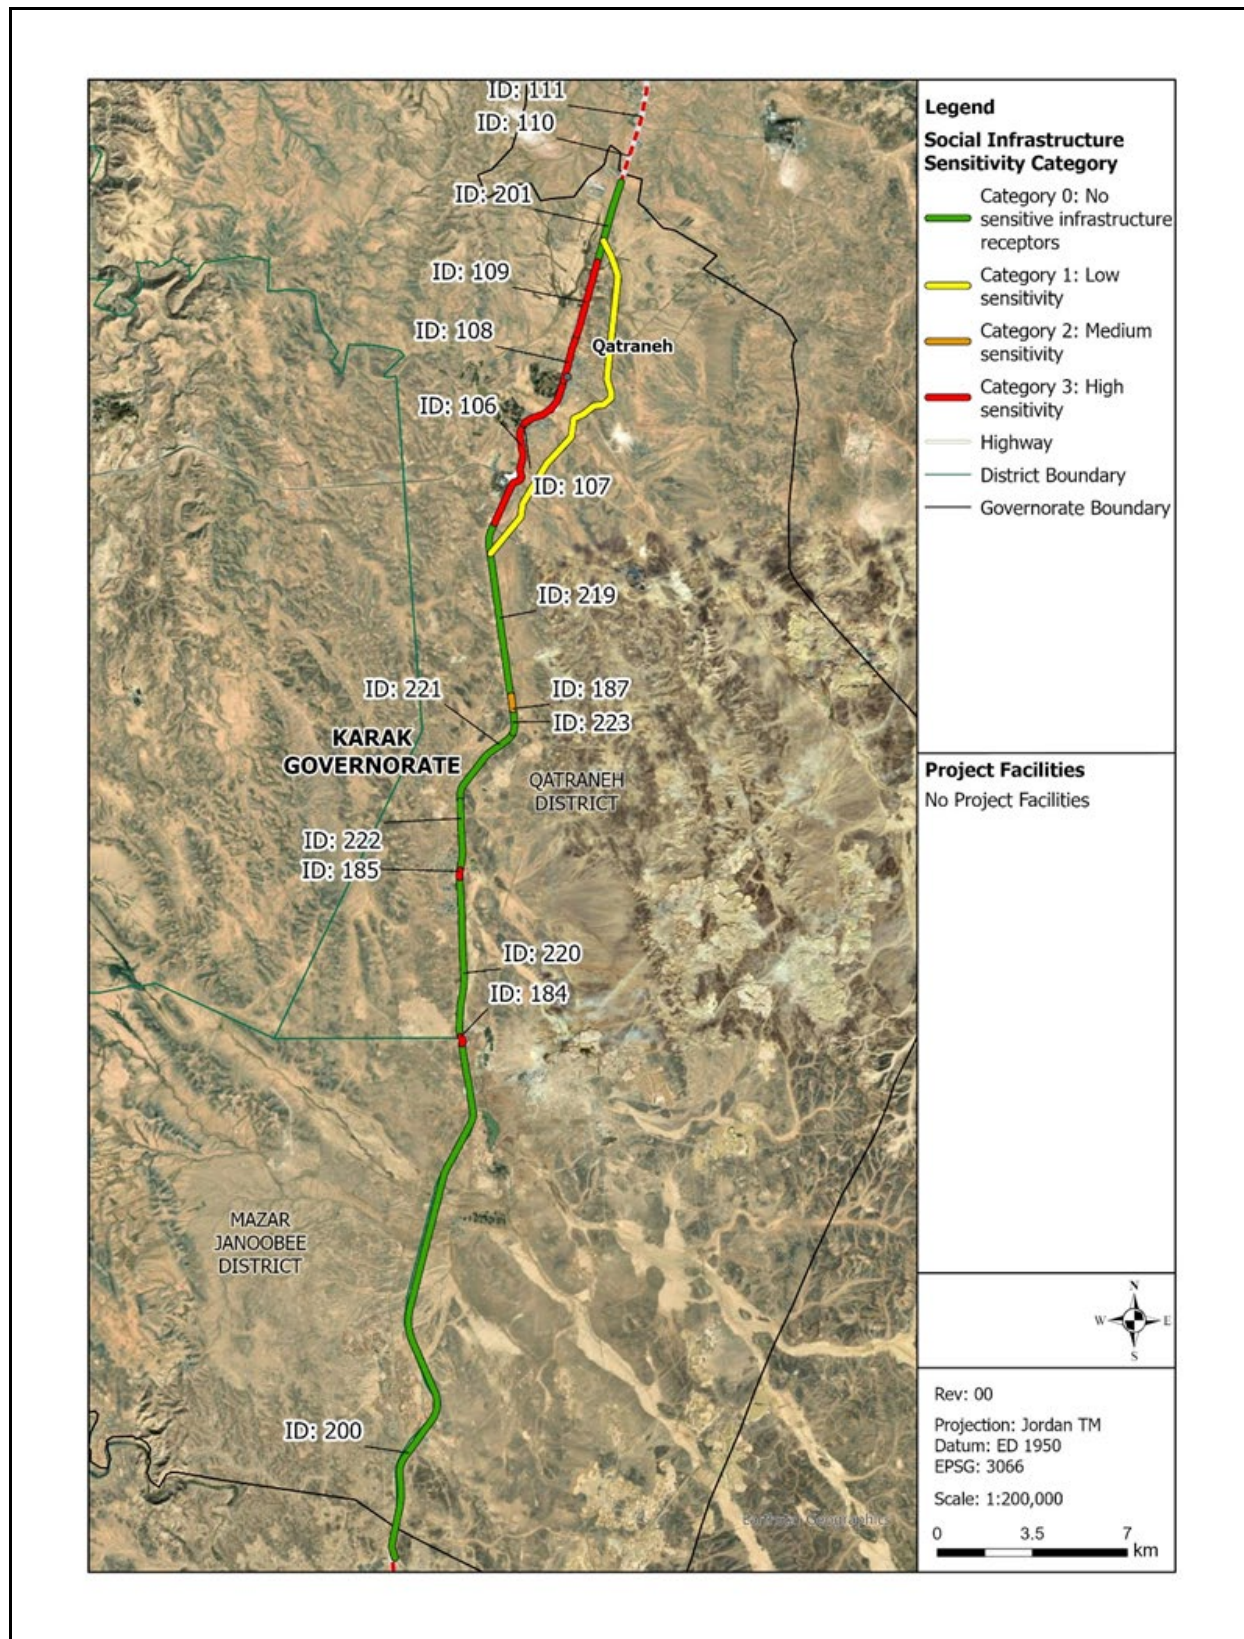 ID: 111
ID: 110
ID: 201
ID: 109
ID: 108
Qatraneh
ID: 106
ID: 107
ID: 219
ID: 221
ID: 187
ID: 223
KARAK
GOVERNORATE
QATRANEH
DISTRICT
ID: 222
ID: 185
ID: 220
ID: 184
MAZAR
JANOOBEE
DISTRICT
ID: 200
Earthstar Geographics
Legend
Social Infrastructure
Sensitivity Category
Category 0: No
sensitive infrastructure
receptors
Category 1: Low
sensitivity
Category 2: Medium
sensitivity
Category 3: High
sensitivity
Highway
District Boundary
Governorate Boundary
Project Facilities
No Project Facilities
N
W E
S
Rev: 00
Projection: Jordan TM
Datum: ED 1950
EPSG: 3066
Scale: 1:200,000
0 3.5 7
km